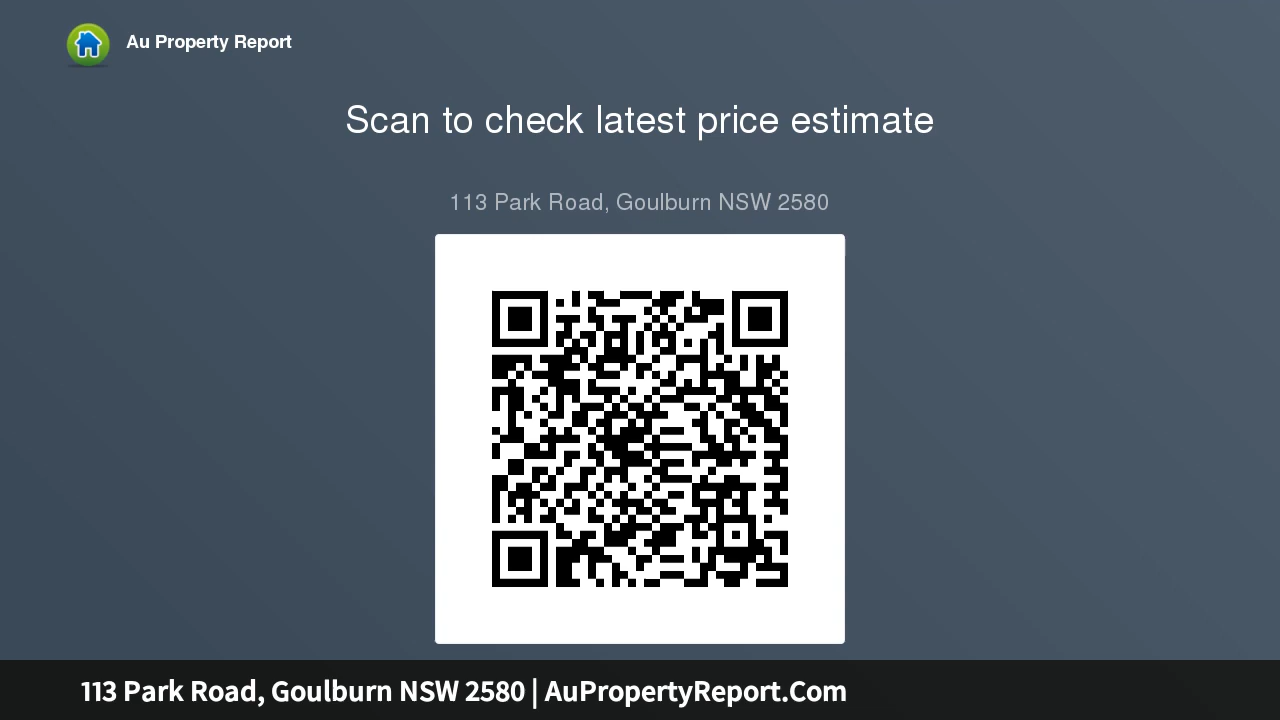 Au Property Report
Scan to check latest price estimate
113 Park Road, Goulburn NSW 2580
113 Park Road, Goulburn NSW 2580 | AuPropertyReport.Com